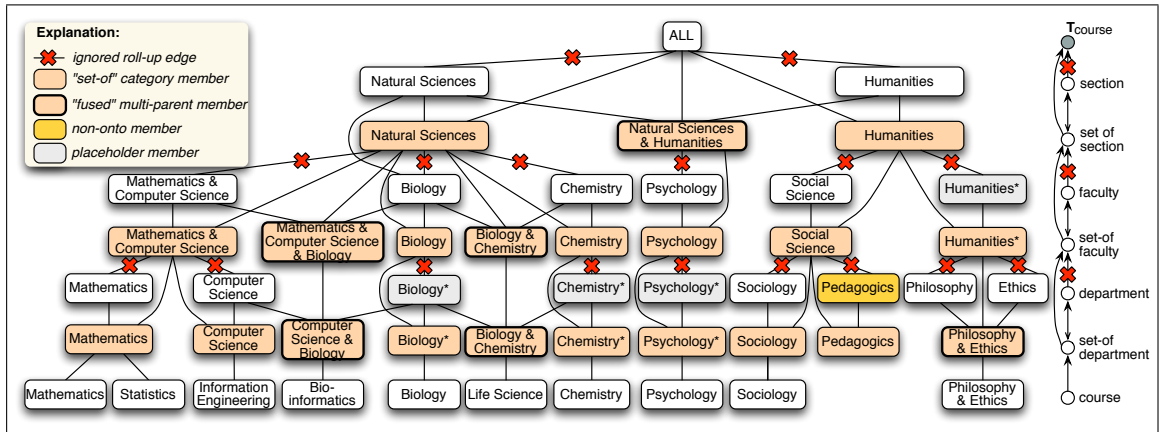 Explanation:
ignored roll-up edge
"set-of" category member
"fused" multi-parent member
non-onto member
placeholder member
ALL
Tcourse
Natural Sciences
Humanities
section
Natural Sciences
Natural Sciences
& Humanities
Humanities
set of
section
Mathematics &
Computer Science
Biology
Chemistry
Psychology
Social
Science
Humanities*
faculty
Mathematics &
Computer Science
Mathematics &
Computer Science
& Biology
Biology
Biology &
Chemistry
Chemistry
Psychology
Social
Science
Humanities*
set-of
faculty
Mathematics
Computer
Science
Biology*
Chemistry*
Psychology*
Sociology
Pedagogics
Philosophy
Ethics
department
Mathematics
Computer
Science
Computer
Science &
Biology
Biology*
Biology &
Chemistry
Chemistry*
Psychology*
Sociology
Pedagogics
Philosophy
& Ethics
set-of
department
Mathematics
Statistics
Information
Engineering
Bio-
informatics
Biology
Life Science
Chemistry
Psychology
Sociology
Philosophy
& Ethics
course